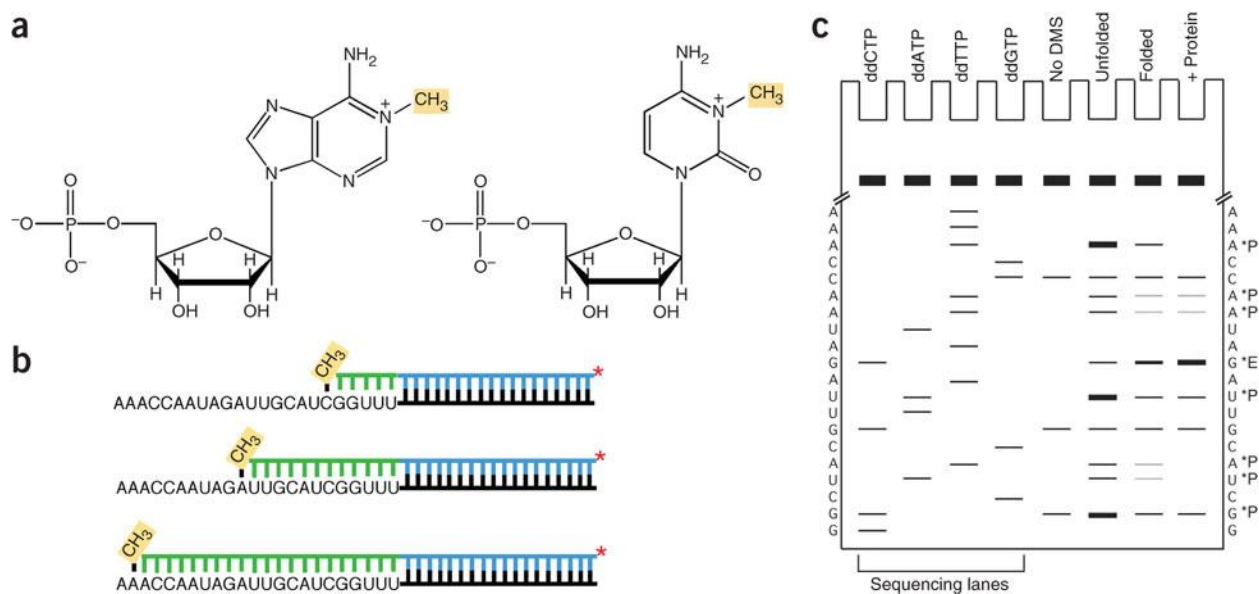 a
NH₂
N
N⁺
CH₃
N
N
O
⁻O P O
O⁻
O
H H
H H
OH OH
NH₂
N⁺
CH₃
N
O
O
⁻O P O
O⁻
O
H H
H H
OH OH
b
CH₃
*
AAACCAAUAGAUUGCAUCGGUUU
CH₃
*
AAACCAAUAGAUUGCAUCGGUUU
CH₃
*
AAACCAAUAGAUUGCAUCGGUUU
c
ddCTP
ddATP
ddTTP
ddGTP
No DMS
Unfolded
Folded
+ Protein
A A
A A
A A *P
C C
C C
A A *P
A A *P
U U
A A
G G *E
A A
U U *P
U U
G G
C C
A A *P
U U *P
C C
G G *P
G G
Sequencing lanes